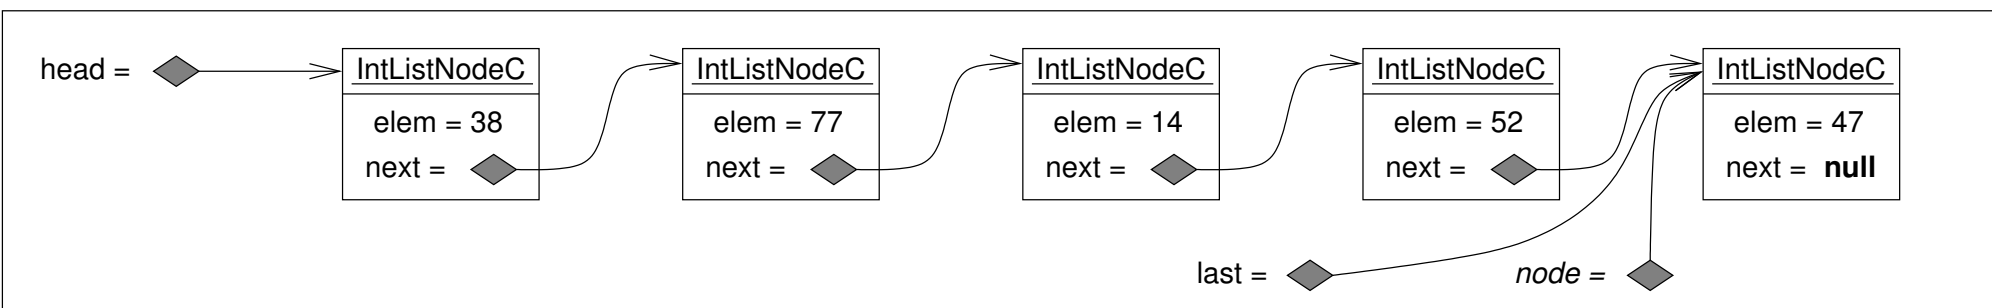 head =
IntListNodeC
elem = 38
next =
IntListNodeC
elem = 77
next =
IntListNodeC
elem = 14
next =
IntListNodeC
elem = 52
next =
IntListNodeC
elem = 47
next = null
last =
node =